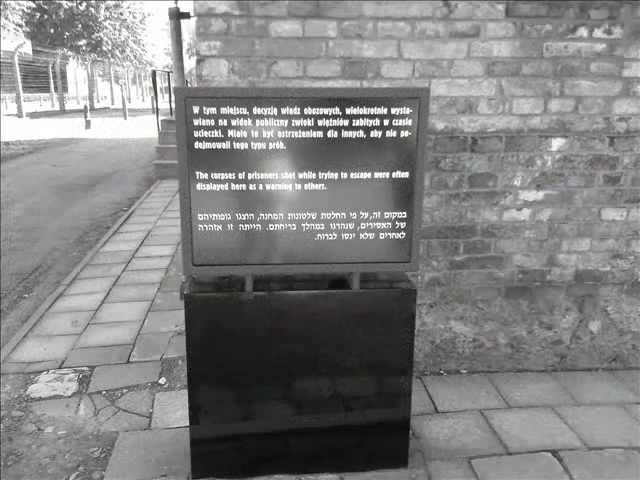 W tym miejscu, decyzją władz obozowych, wielokrotnie wysta-
wiano na widok publiczny zwłoki więźniów zabitych w czasie
ucieczki. Miało to być ostrzeżeniem dla innych, aby nie po-
dejmowali tego typu prób.
The corpses of prisoners shot while trying to escape were often
displayed here as a warning to others.
במקום זה, על פי החלטת שלטונות המחנה, הוצגו גופותיהם
של האסירים, שנהרגו במהלך בריחתם. הייתה זו אזהרה
לאחרים שלא ינסו לברוח.